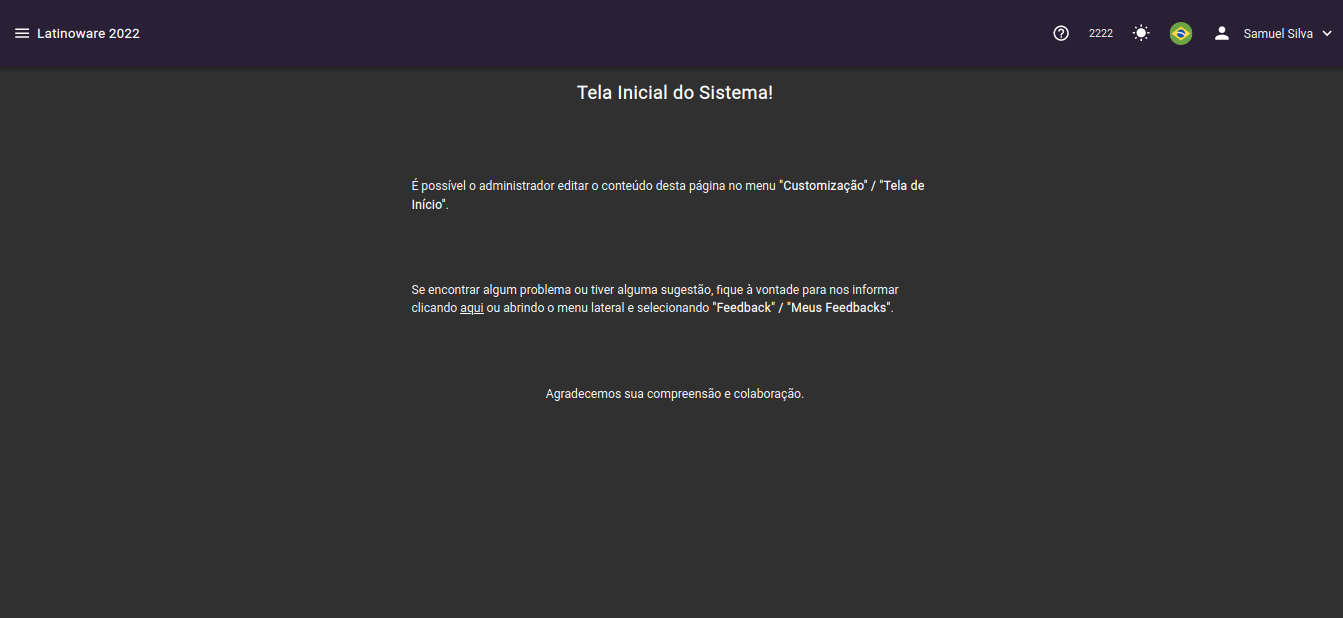 Latinoware 2022
2222
Samuel Silva
Tela Inicial do Sistema!
É possível o administrador editar o conteúdo desta página no menu "Customização" / "Tela de
Início".
Se encontrar algum problema ou tiver alguma sugestão, fique à vontade para nos informar
clicando aqui ou abrindo o menu lateral e selecionando "Feedback" / "Meus Feedbacks".
Agradecemos sua compreensão e colaboração.